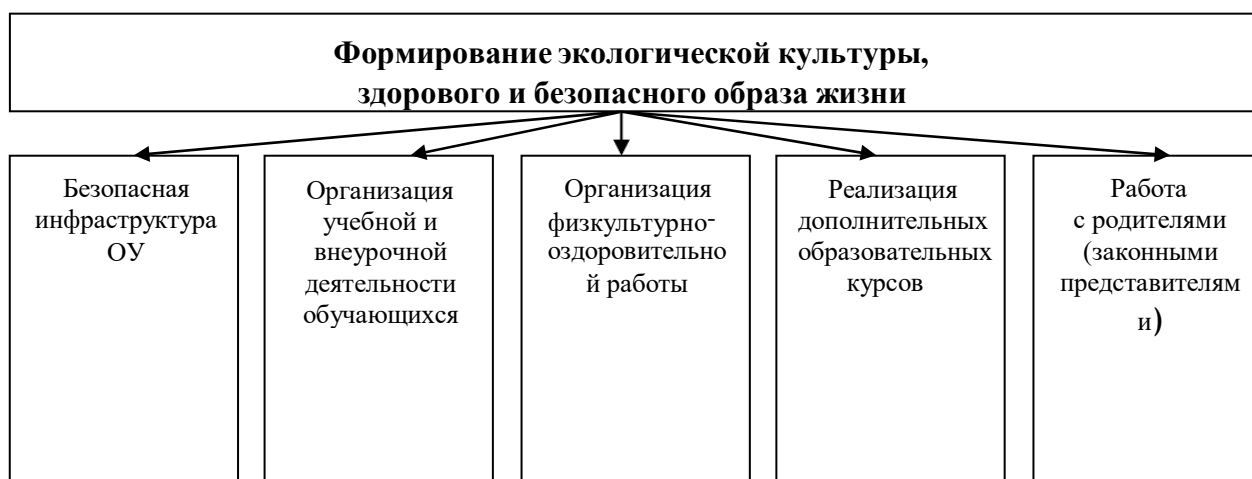 Формирование экологической культуры,
здорового и безопасного образа жизни
Безопасная
инфраструктура
ОУ
Организация
учебной и
внеурочной
деятельности
обучающихся
Организация
физкультурно-
оздоровительно
й работы
Реализация
дополнительных
образовательных
курсов
Работа
с родителями
(законными
представителям
и)